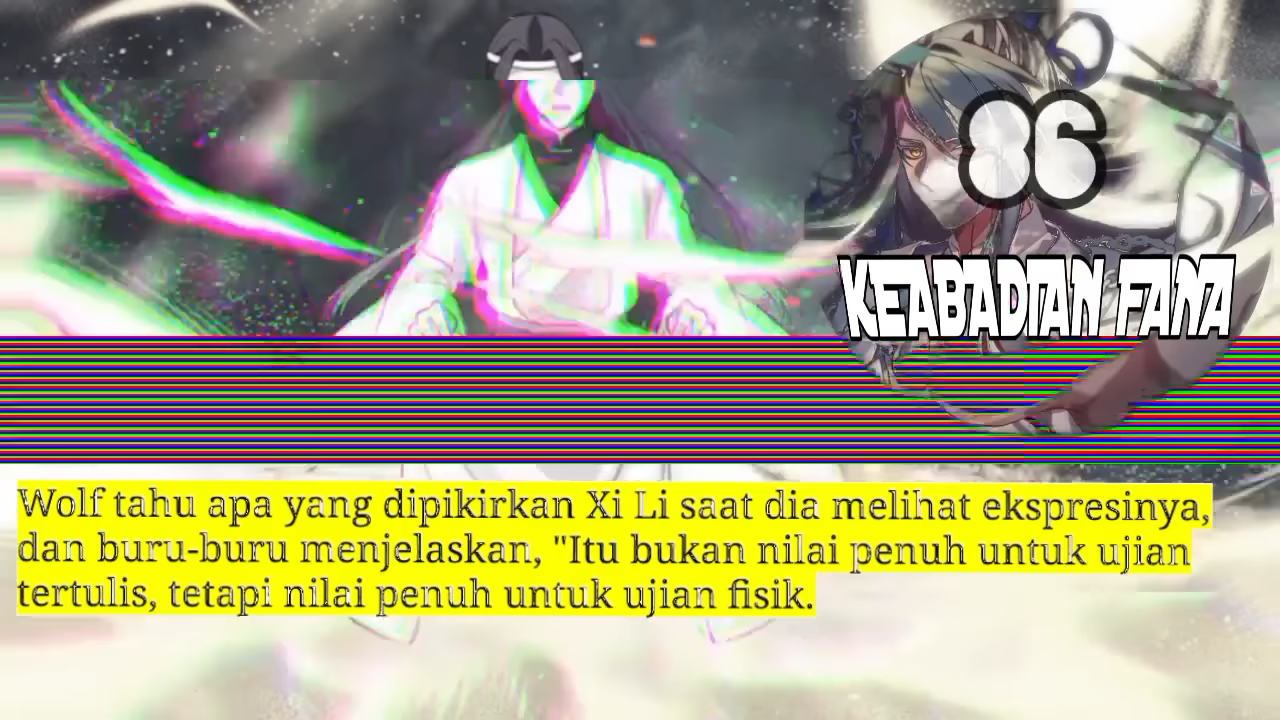 86
KEABADIAN FANA
Wolf tahu apa yang dipikirkan Xi Li saat dia melihat ekspresinya,
dan buru-buru menjelaskan, "Itu bukan nilai penuh untuk ujian
tertulis, tetapi nilai penuh untuk ujian fisik.